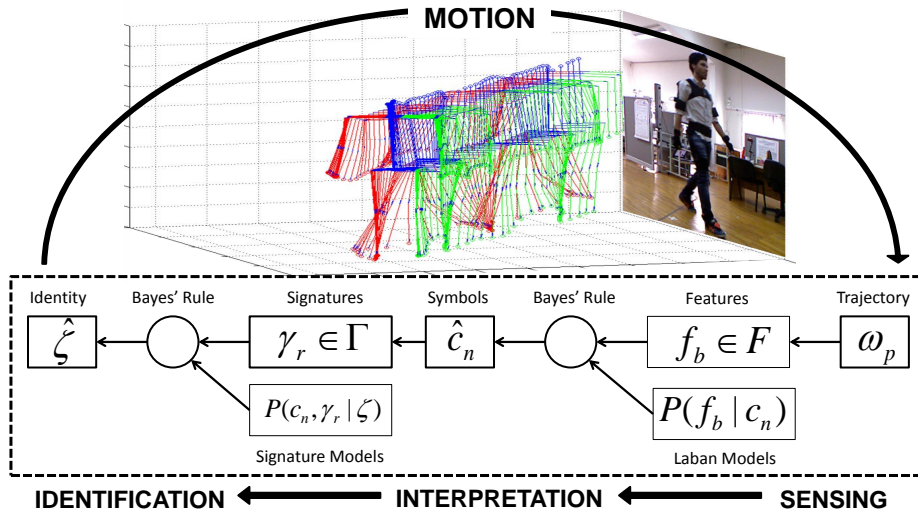 MOTION
Identity Bayes' Rule Signatures Symbols Bayes' Rule Features Trajectory
ζ̂ γ_r ∈ Γ ĉ_n f_b ∈ F ω_p
P(c_n, γ_r | ζ) P(f_b | c_n)
Signature Models Laban Models
IDENTIFICATION INTERPRETATION SENSING